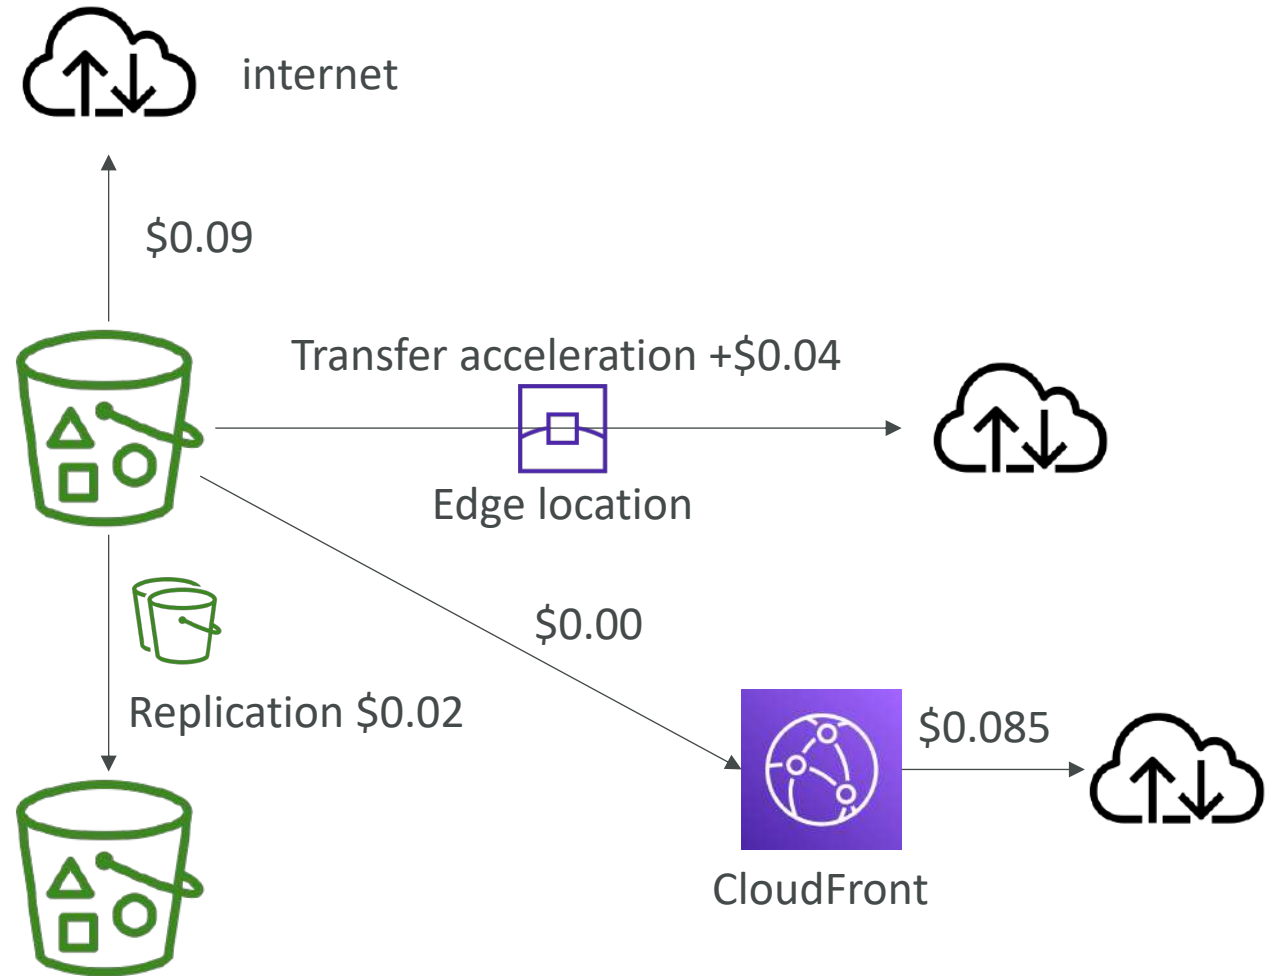 internet
$0.09
Transfer acceleration +$0.04
Edge location
$0.00
Replication $0.02
$0.085
CloudFront